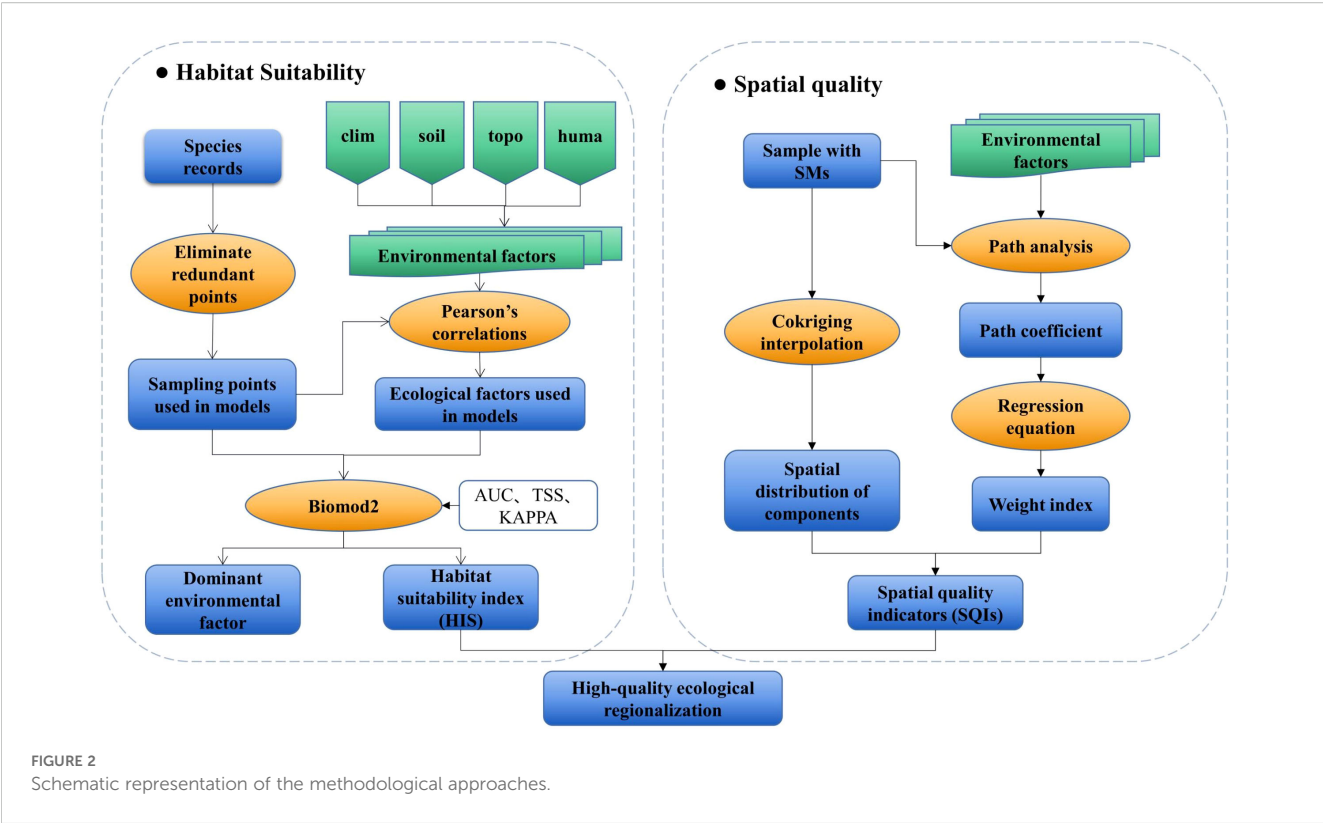 ● Habitat Suitability
Species
records
clim
soil
topo
huma
Eliminate
redundant
points
Environmental factors
Pearson's
correlations
Sampling points
used in models
Ecological factors used
in models
Biomod2
AUC、TSS、
KAPPA
Dominant
environmental
factor
Habitat
suitability index
(HIS)
● Spatial quality
Sample with
SMs
Environmental
factors
Path analysis
Cokriging
interpolation
Path coefficient
Regression
equation
Spatial
distribution of
components
Weight index
Spatial quality
indicators (SQIs)
High-quality ecological
regionalization
FIGURE 2
Schematic representation of the methodological approaches.